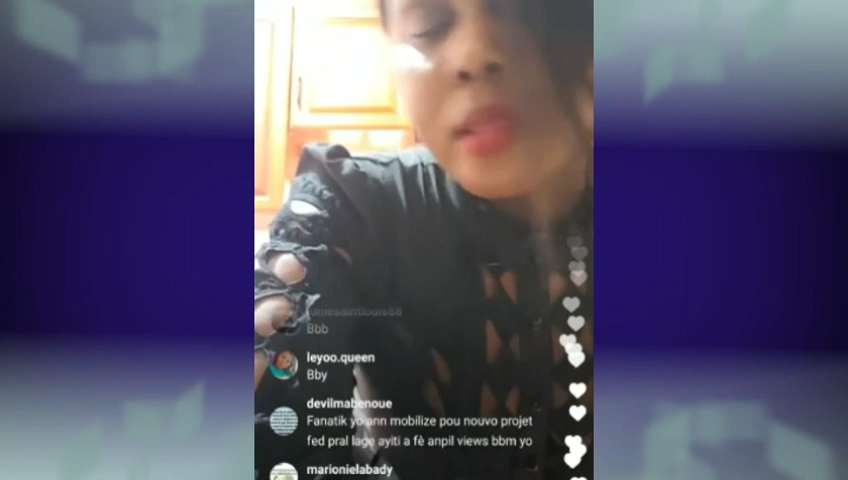 juniesaintlouis88
Bbb
leyoo.queen
Bby
devilmabenoue
Fanatik yo ann mobilize pou nouvo projet
fed pral lage ayiti a fè anpil views bbm yo
marionielabady